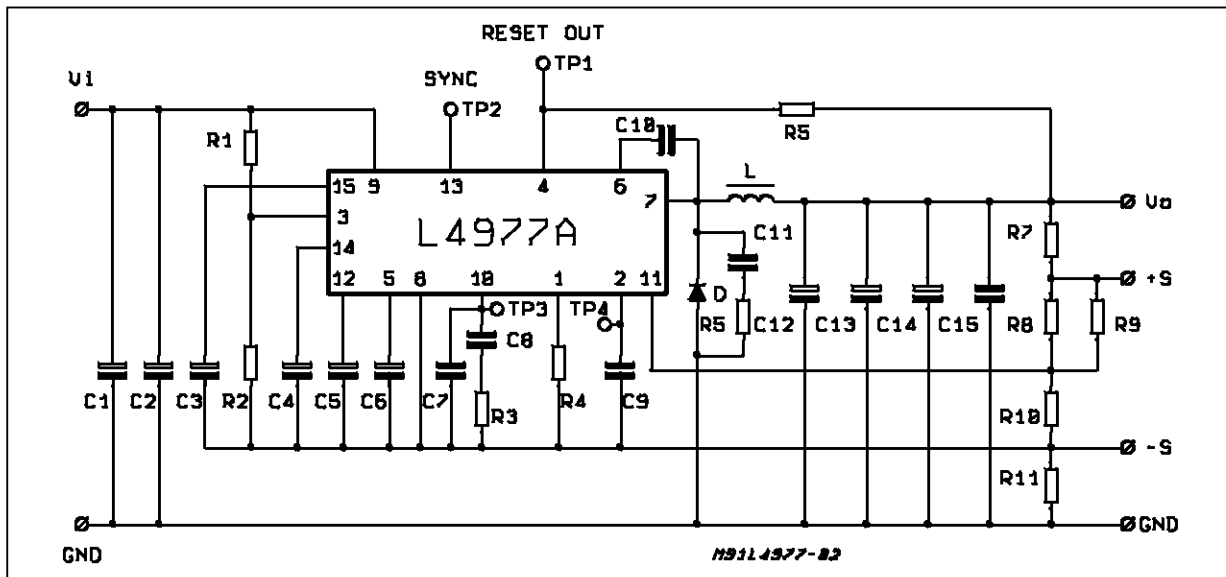 RESET OUT
TP1
Vi
SYNC
TP2
C10
R5
R1
L
15 9 13 4 6
7
Vo
3
L4977A
C11
R7
14
12 5 8 10 1 2 11
+S
TP3
TP4
D
R5
C12 C13 C14 C15
R8
R9
C8
C1 C2 C3 R2 C4 C5 C6 C7
R3
R4
C9
R10
-S
R11
GND
GND
M91L4977-02